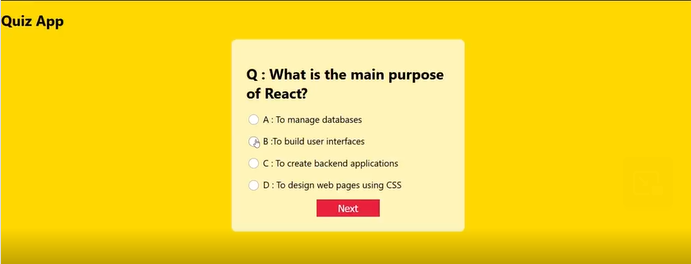 Quiz App
Q : What is the main purpose
of React?
A : To manage databases
B :To build user interfaces
C : To create backend applications
D : To design web pages using CSS
Next